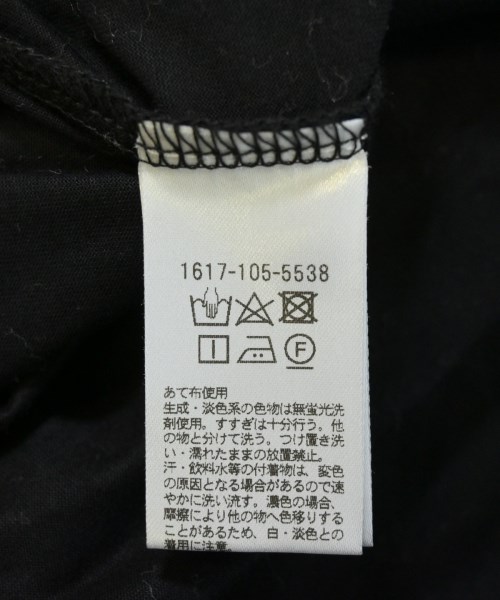 1617-105-5538
F
あて布使用
生成・淡色系の色物は無蛍光洗
剤使用。すすぎは十分行う。他
の物と分けて洗う。つけ置き洗
い・濡れたままの放置禁止。
汗・飲料水等の付着物は、変色
の原因となる場合があるので速
やかに洗い流す。濃色の場合、
摩擦により他の物へ色移りする
ことがあるため、白・淡色との
着用に注意。